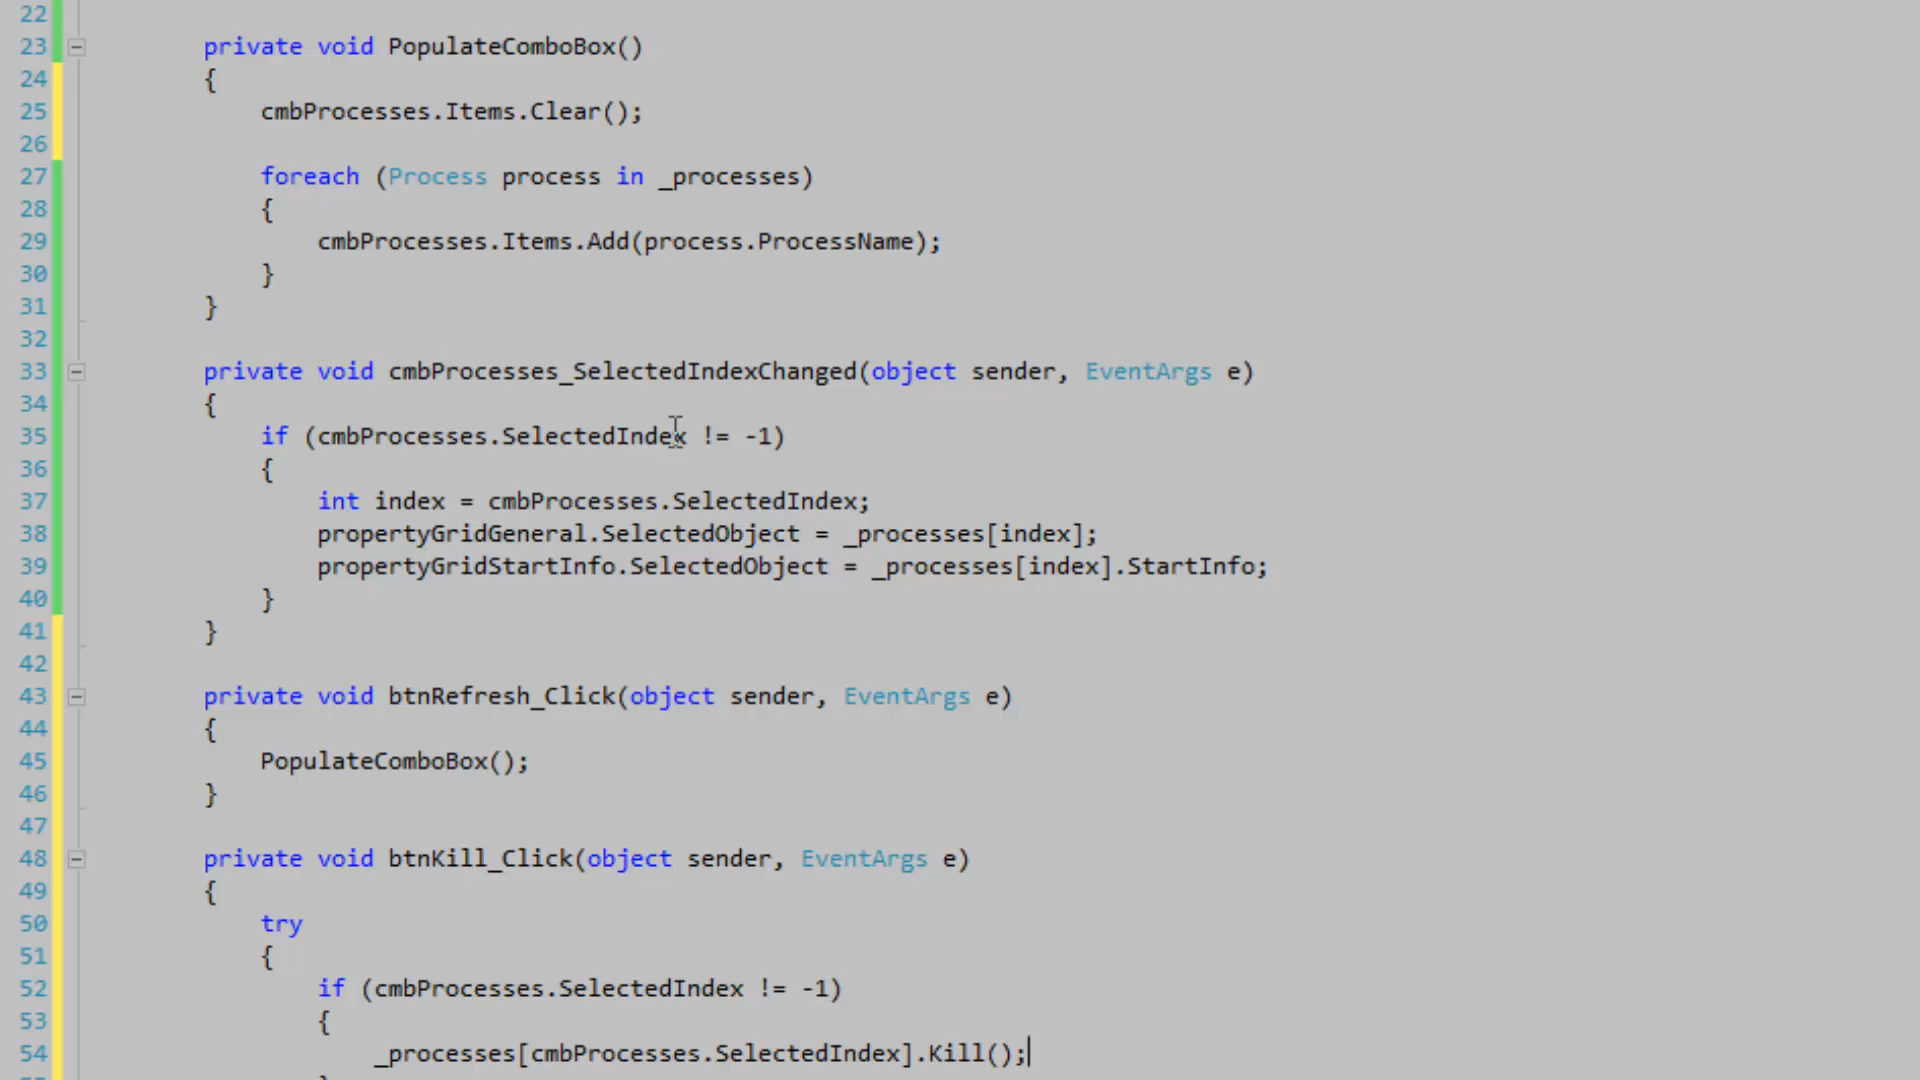 22
23 private void PopulateComboBox()
24 {
25 cmbProcesses.Items.Clear();
26
27 foreach (Process process in _processes)
28 {
29 cmbProcesses.Items.Add(process.ProcessName);
30 }
31 }
32
33 private void cmbProcesses_SelectedIndexChanged(object sender, EventArgs e)
34 {
35 if (cmbProcesses.SelectedIndex != -1)
36 {
37 int index = cmbProcesses.SelectedIndex;
38 propertyGridGeneral.SelectedObject = _processes[index];
39 propertyGridStartInfo.SelectedObject = _processes[index].StartInfo;
40 }
41 }
42
43 private void btnRefresh_Click(object sender, EventArgs e)
44 {
45 PopulateComboBox();
46 }
47
48 private void btnKill_Click(object sender, EventArgs e)
49 {
50 try
51 {
52 if (cmbProcesses.SelectedIndex != -1)
53 {
54 _processes[cmbProcesses.SelectedIndex].Kill();